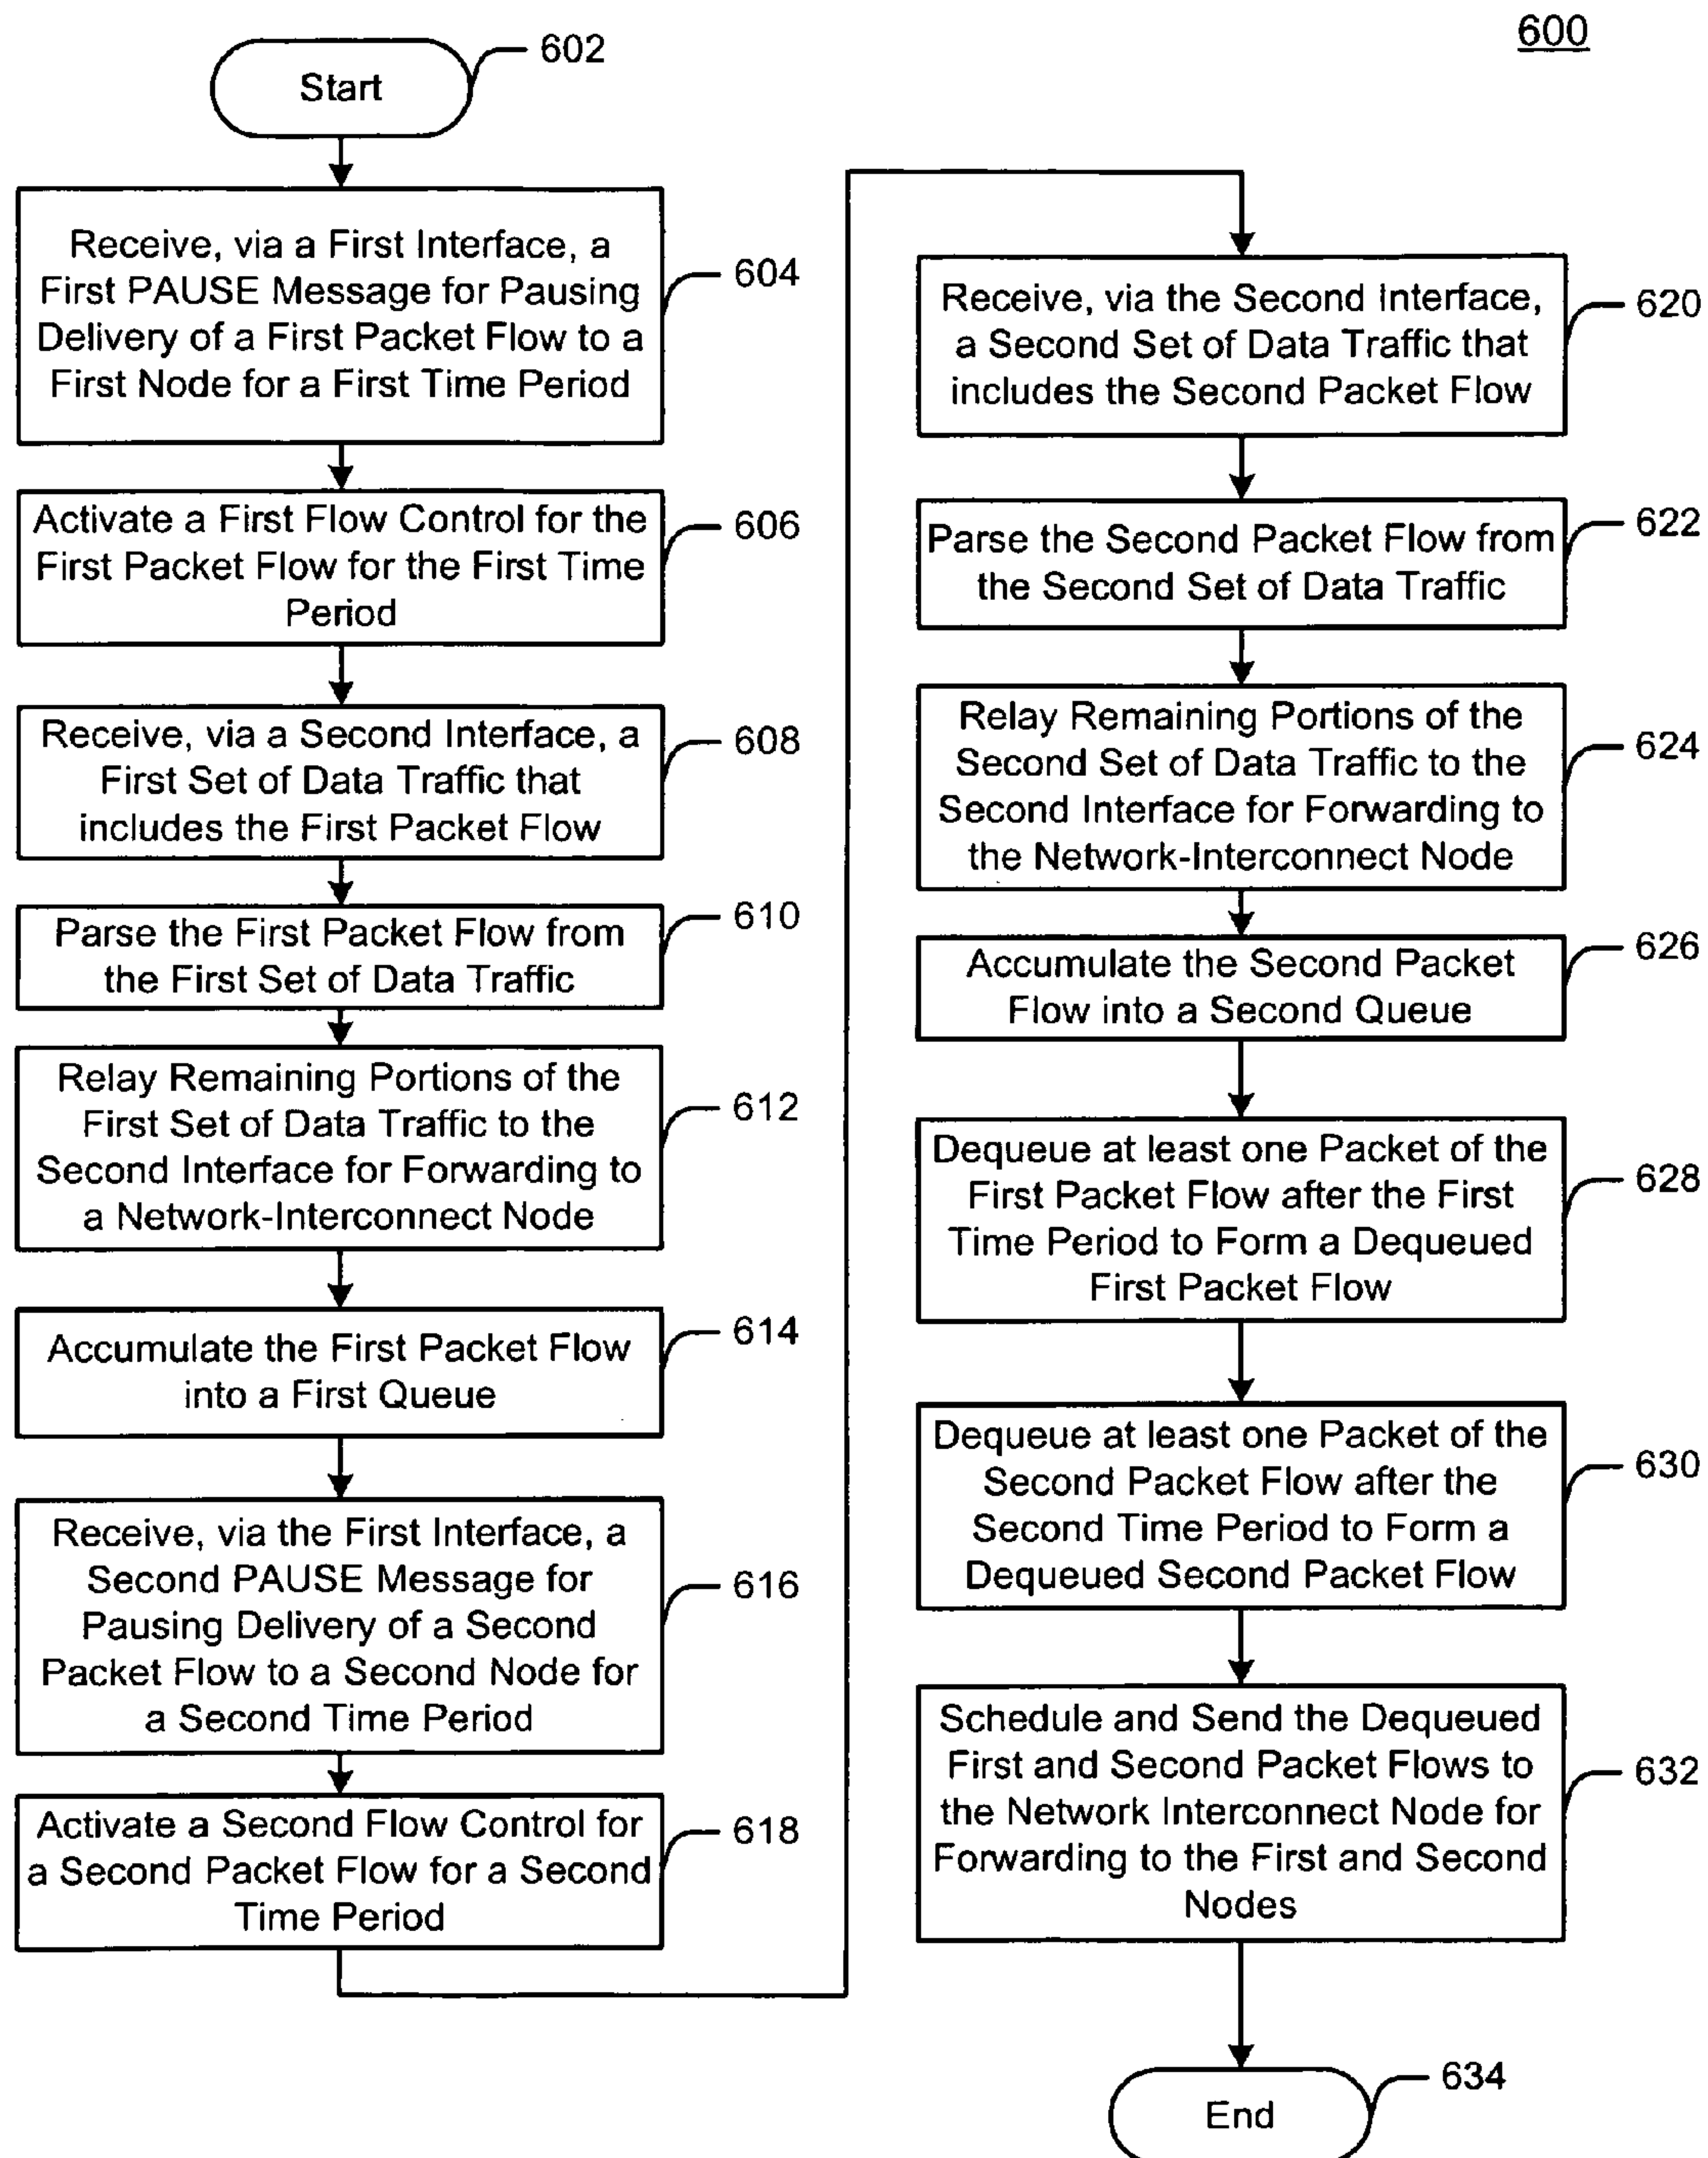 600
Start
602
Receive, via a First Interface, a
First PAUSE Message for Pausing
Delivery of a First Packet Flow to a
First Node for a First Time Period
604
Activate a First Flow Control for the
First Packet Flow for the First Time
Period
606
Receive, via a Second Interface, a
First Set of Data Traffic that
includes the First Packet Flow
608
Parse the First Packet Flow from
the First Set of Data Traffic
610
Relay Remaining Portions of the
First Set of Data Traffic to the
Second Interface for Forwarding to
a Network-Interconnect Node
612
Accumulate the First Packet Flow
into a First Queue
614
Receive, via the First Interface, a
Second PAUSE Message for
Pausing Delivery of a Second
Packet Flow to a Second Node for
a Second Time Period
616
Activate a Second Flow Control for
a Second Packet Flow for a Second
Time Period
618
Receive, via the Second Interface,
a Second Set of Data Traffic that
includes the Second Packet Flow
620
Parse the Second Packet Flow from
the Second Set of Data Traffic
622
Relay Remaining Portions of the
Second Set of Data Traffic to the
Second Interface for Forwarding to
the Network-Interconnect Node
624
Accumulate the Second Packet
Flow into a Second Queue
626
Dequeue at least one Packet of the
First Packet Flow after the First
Time Period to Form a Dequeued
First Packet Flow
628
Dequeue at least one Packet of the
Second Packet Flow after the
Second Time Period to Form a
Dequeued Second Packet Flow
630
Schedule and Send the Dequeued
First and Second Packet Flows to
the Network Interconnect Node for
Forwarding to the First and Second
Nodes
632
End
634